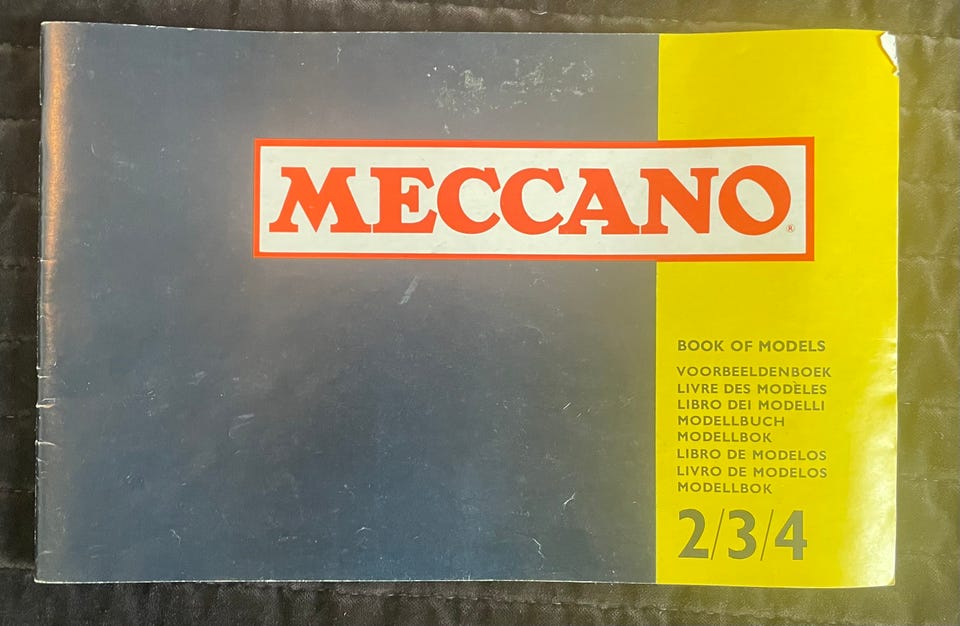 MECCANO®
BOOK OF MODELS
VOORBEELDENBOEK
LIVRE DES MODÈLES
LIBRO DEI MODELLI
MODELLBUCH
MODELLBOK
LIBRO DE MODELOS
LIVRO DE MODELOS
MODELLBOK
2/3/4